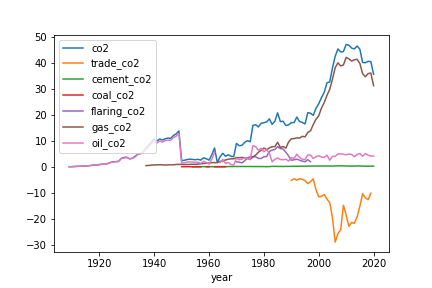 50
40
30
20
10
0
−10
−20
−30
co2
trade_co2
cement_co2
coal_co2
flaring_co2
gas_co2
oil_co2
1920 1940 1960 1980 2000 2020
year